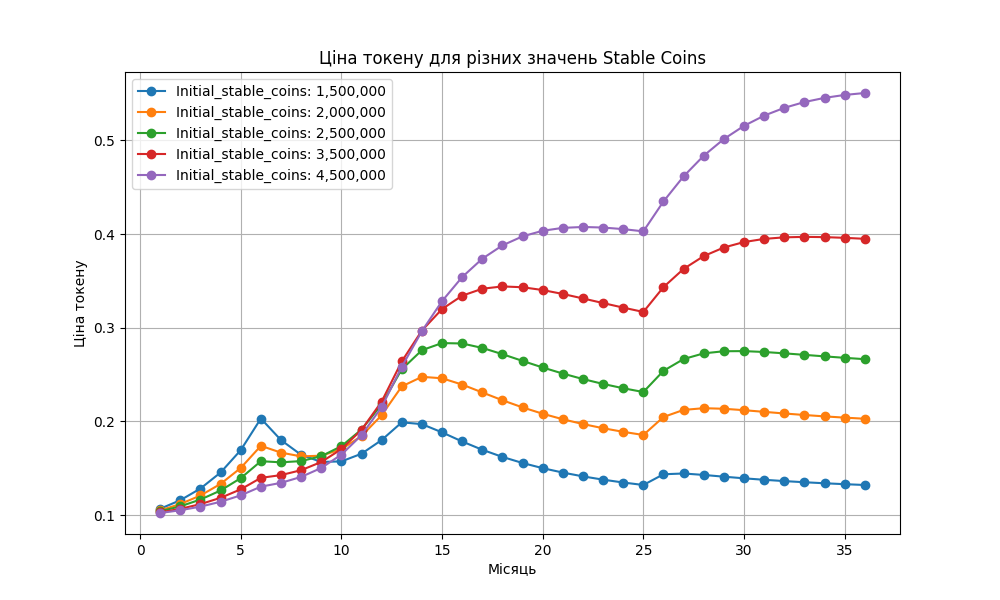 Ціна токену для різних значень Stable Coins
Initial_stable_coins: 1,500,000
Initial_stable_coins: 2,000,000
Initial_stable_coins: 2,500,000
Initial_stable_coins: 3,500,000
Initial_stable_coins: 4,500,000
Ціна токену
0.5
0.4
0.3
0.2
0.1
0 5 10 15 20 25 30 35
Місяць